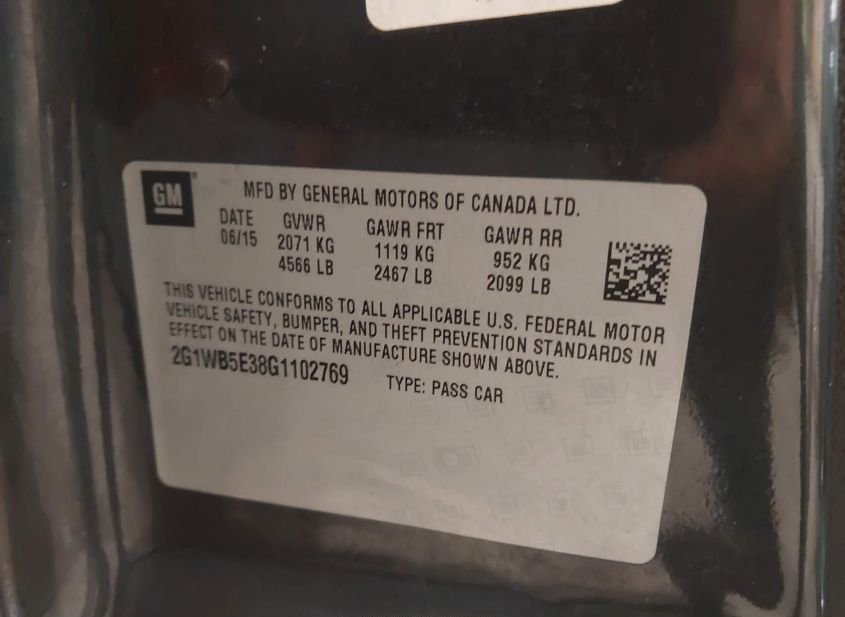 GM
MFD BY GENERAL MOTORS OF CANADA LTD.
DATE GVWR GAWR FRT GAWR RR
06/15 2071 KG 1119 KG 952 KG
4566 LB 2467 LB 2099 LB
THIS VEHICLE CONFORMS TO ALL APPLICABLE U.S. FEDERAL MOTOR
VEHICLE SAFETY, BUMPER, AND THEFT PREVENTION STANDARDS IN
EFFECT ON THE DATE OF MANUFACTURE SHOWN ABOVE.
2G1WB5E38G1102769 TYPE: PASS CAR